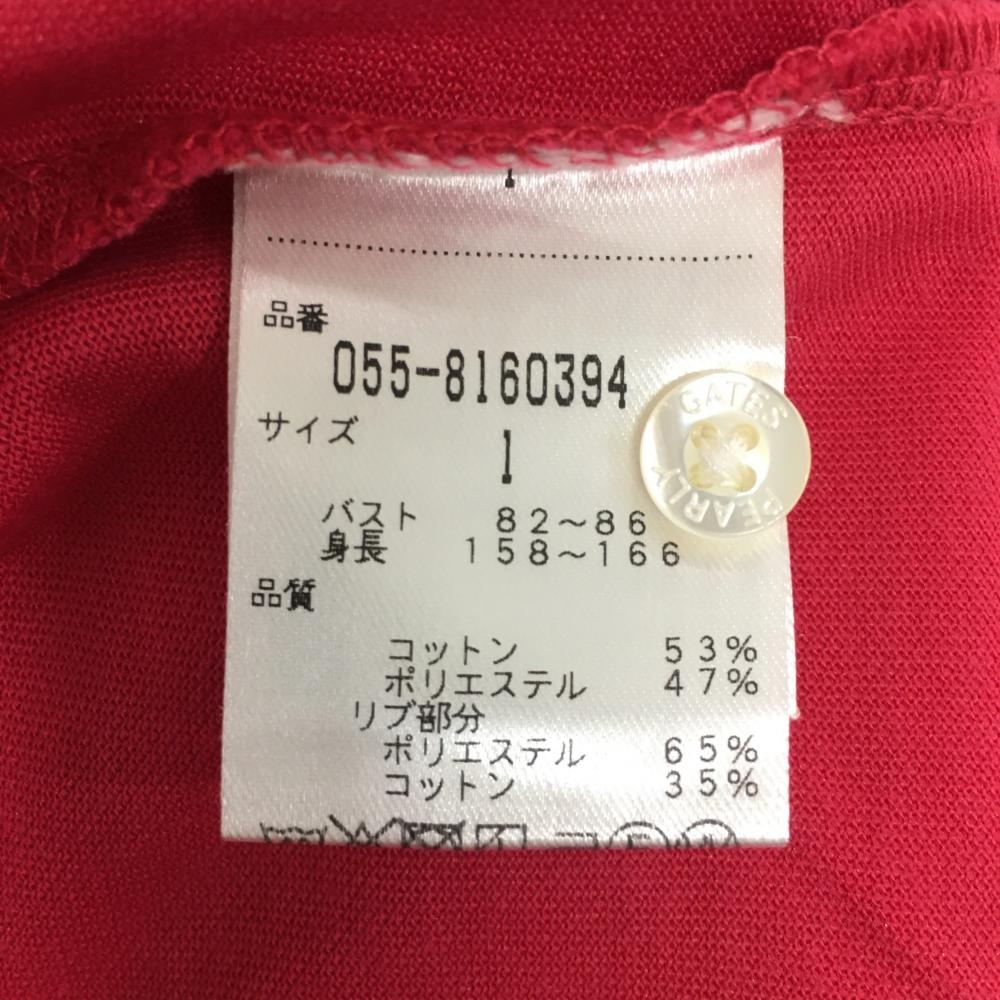 品番
055-8160394
サイズ
1
バスト 82～86
身長 158～166
品質
コットン 53%
ポリエステル 47%
リブ部分
ポリエステル 65%
コットン 35%
GATES
PEARLY